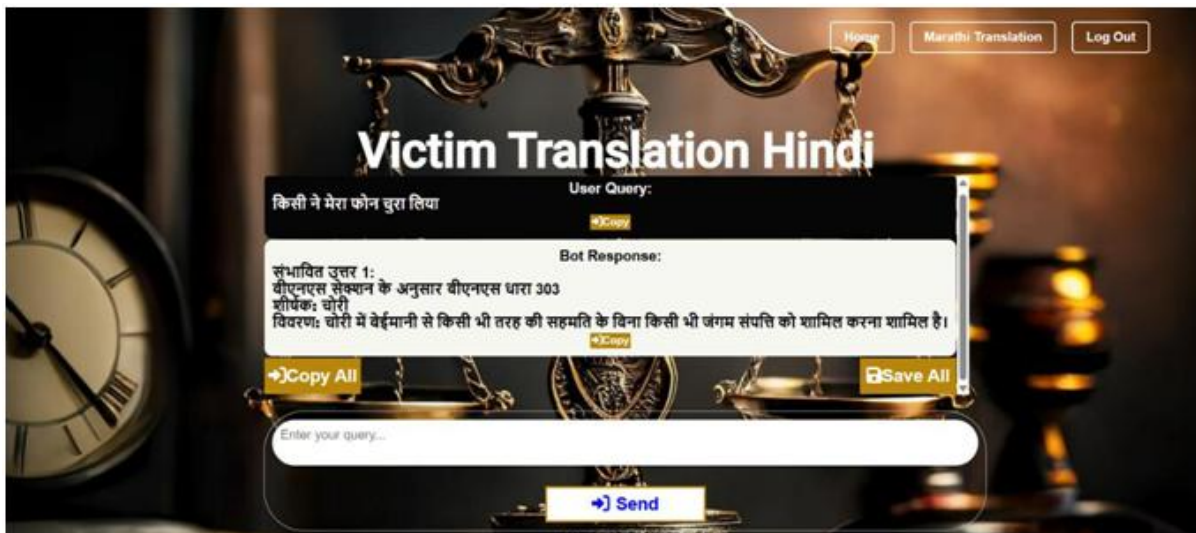 Home
Marathi Translation
Log Out
Victim Translation Hindi
User Query:
किसी ने मेरा फोन चुरा लिया
Copy
Bot Response:
संभावित उत्तर 1:
बीएनएस सेक्शन के अनुसार बीएनएस धारा 303
शीर्षक: चोरी
विवरण: चोरी में बेईमानी से किसी भी तरह की सहमति के बिना किसी भी जंगम संपत्ति को शामिल करना शामिल है।
Copy
Copy All
Save All
Enter your query...
Send